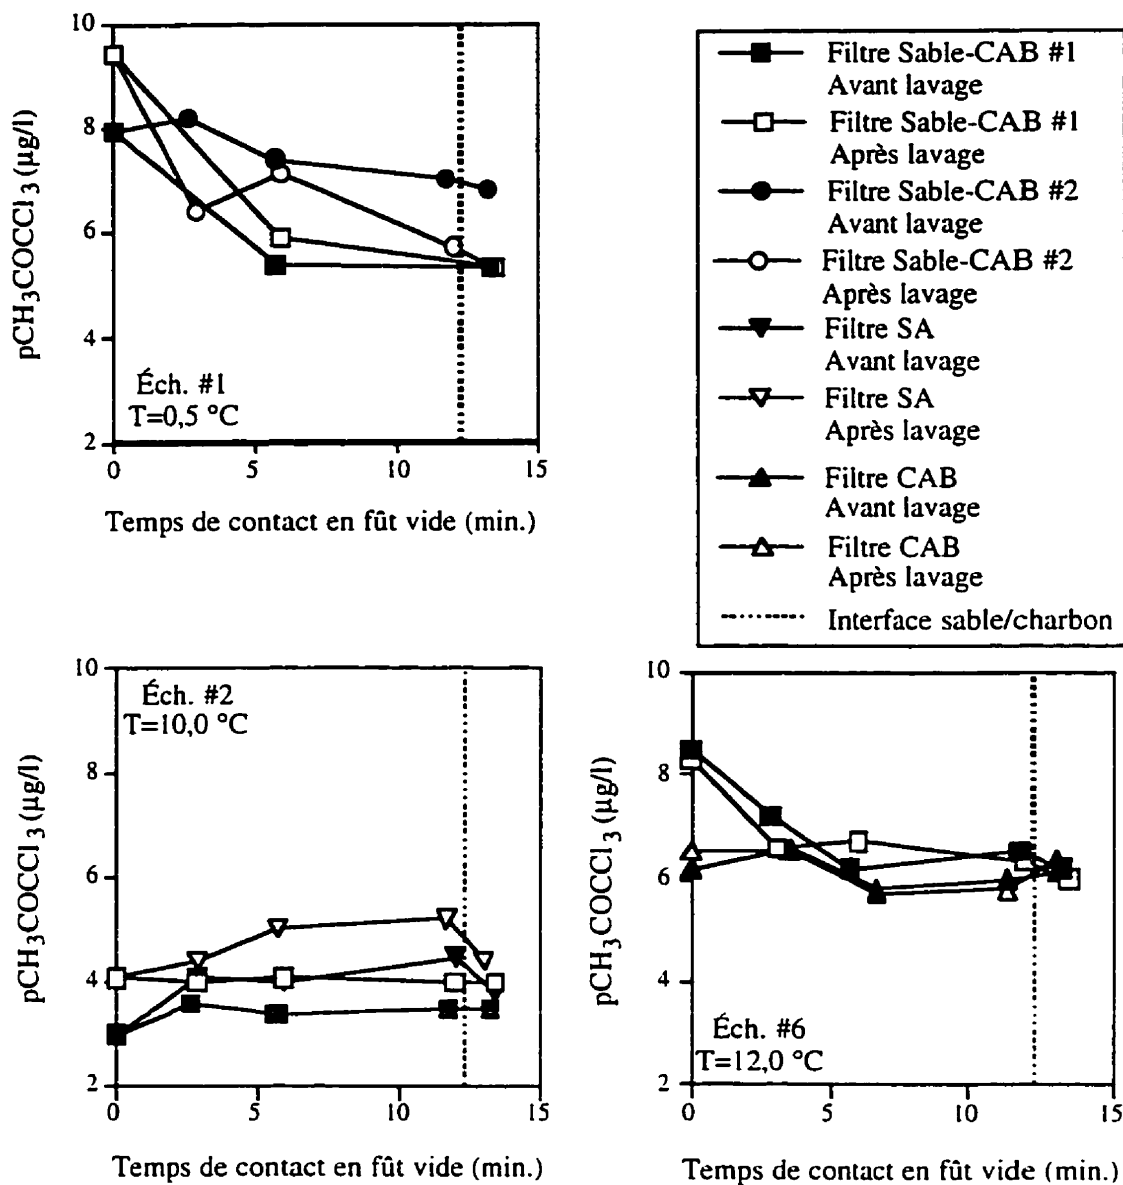 10
8
6
4
2
pCH3COCCl3 (µg/l)
Éch. #1
T=0,5 °C
0
5
10
15
Temps de contact en fût vide (min.)
Filtre Sable-CAB #1
Avant lavage
Filtre Sable-CAB #1
Après lavage
Filtre Sable-CAB #2
Avant lavage
Filtre Sable-CAB #2
Après lavage
Filtre SA
Avant lavage
Filtre SA
Après lavage
Filtre CAB
Avant lavage
Filtre CAB
Après lavage
Interface sable/charbon
10
8
6
4
2
pCH3COCCl3 (µg/l)
Éch. #2
T=10,0 °C
0
5
10
15
Temps de contact en fût vide (min.)
10
8
6
4
2
pCH3COCCl3 (µg/l)
Éch. #6
T=12,0 °C
0
5
10
15
Temps de contact en fût vide (min.)